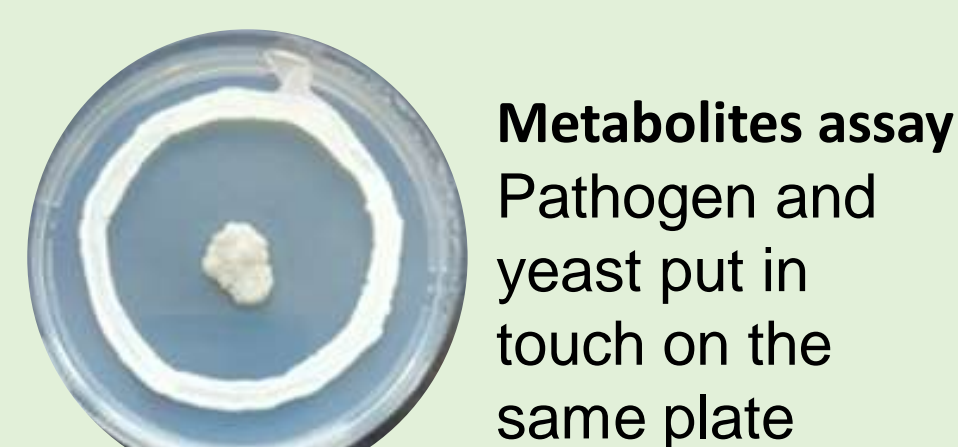 Metabolites assay
Pathogen and
yeast put in
touch on the
same plate